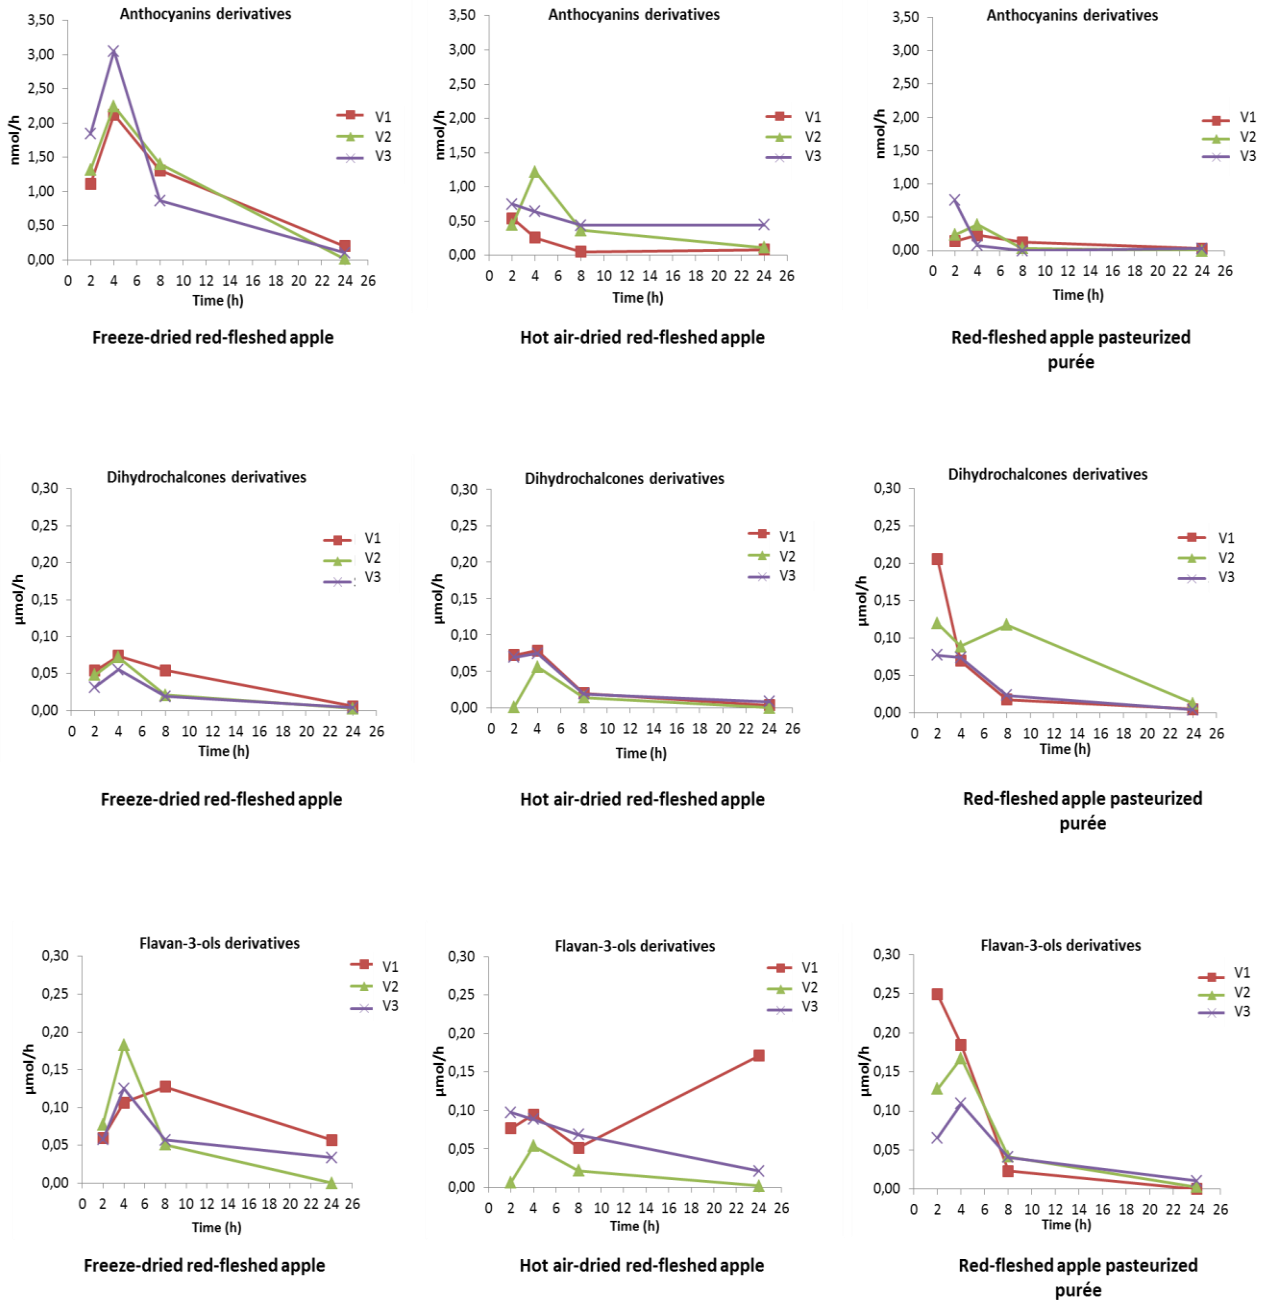 Anthocyanins derivatives
3,50
3,00
2,50
2,00
1,50
1,00
0,50
0,00
nmol/h
0 2 4 6 8 10 12 14 16 18 20 22 24 26
Time (h)
V1
V2
V3
Freeze-dried red-fleshed apple
Anthocyanins derivatives
3,50
3,00
2,50
2,00
1,50
1,00
0,50
0,00
nmol/h
0 2 4 6 8 10 12 14 16 18 20 22 24 26
Time (h)
V1
V2
V3
Hot air-dried red-fleshed apple
Anthocyanins derivatives
3,50
3,00
2,50
2,00
1,50
1,00
0,50
0,00
nmol/h
0 2 4 6 8 10 12 14 16 18 20 22 24 26
Time (h)
V1
V2
V3
Red-fleshed apple pasteurized
purée
Dihydrochalcones derivatives
0,30
0,25
0,20
0,15
0,10
0,05
0,00
µmol/h
0 2 4 6 8 10 12 14 16 18 20 22 24 26
Time (h)
V1
V2
V3
Freeze-dried red-fleshed apple
Dihydrochalcones derivatives
0,30
0,25
0,20
0,15
0,10
0,05
0,00
µmol/h
0 2 4 6 8 10 12 14 16 18 20 22 24 26
Time (h)
V1
V2
V3
Hot air-dried red-fleshed apple
Dihydrochalcones derivatives
0,30
0,25
0,20
0,15
0,10
0,05
0,00
µmol/h
0 2 4 6 8 10 12 14 16 18 20 22 24 26
Time (h)
V1
V2
V3
Red-fleshed apple pasteurized
purée
Flavan-3-ols derivatives
0,30
0,25
0,20
0,15
0,10
0,05
0,00
µmol/h
0 2 4 6 8 10 12 14 16 18 20 22 24 26
Time (h)
V1
V2
V3
Freeze-dried red-fleshed apple
Flavan-3-ols derivatives
0,30
0,25
0,20
0,15
0,10
0,05
0,00
µmol/h
0 2 4 6 8 10 12 14 16 18 20 22 24 26
Time (h)
V1
V2
V3
Hot air-dried red-fleshed apple
Flavan-3-ols derivatives
0,30
0,25
0,20
0,15
0,10
0,05
0,00
µmol/h
0 2 4 6 8 10 12 14 16 18 20 22 24 26
Time (h)
V1
V2
V3
Red-fleshed apple pasteurized
purée